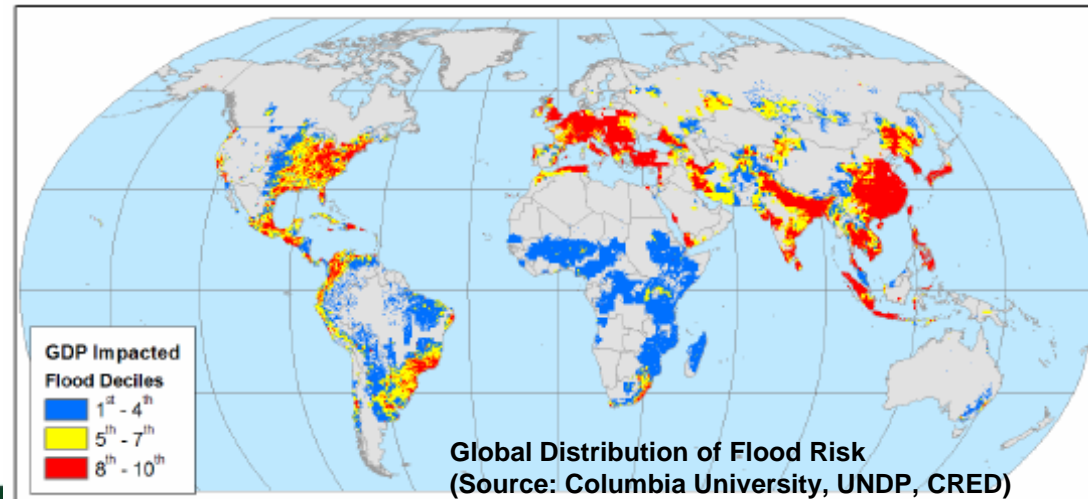 GDP Impacted
Flood Deciles
1st - 4th
5th - 7th
8th - 10th
Global Distribution of Flood Risk
(Source: Columbia University, UNDP, CRED)